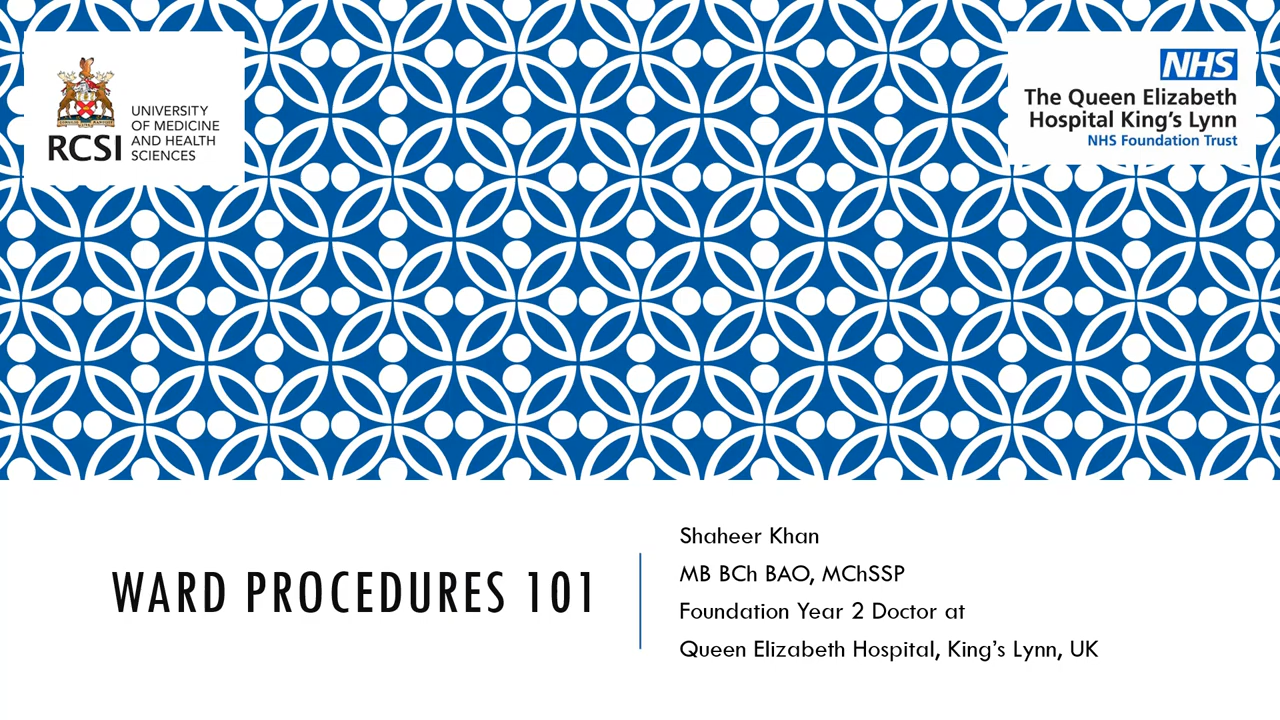 RCSI
UNIVERSITY
OF MEDICINE
AND HEALTH
SCIENCES
NHS
The Queen Elizabeth
Hospital King's Lynn
NHS Foundation Trust
WARD PROCEDURES 101
Shaheer Khan
MB BCh BAO, MChSSP
Foundation Year 2 Doctor at
Queen Elizabeth Hospital, King's Lynn, UK